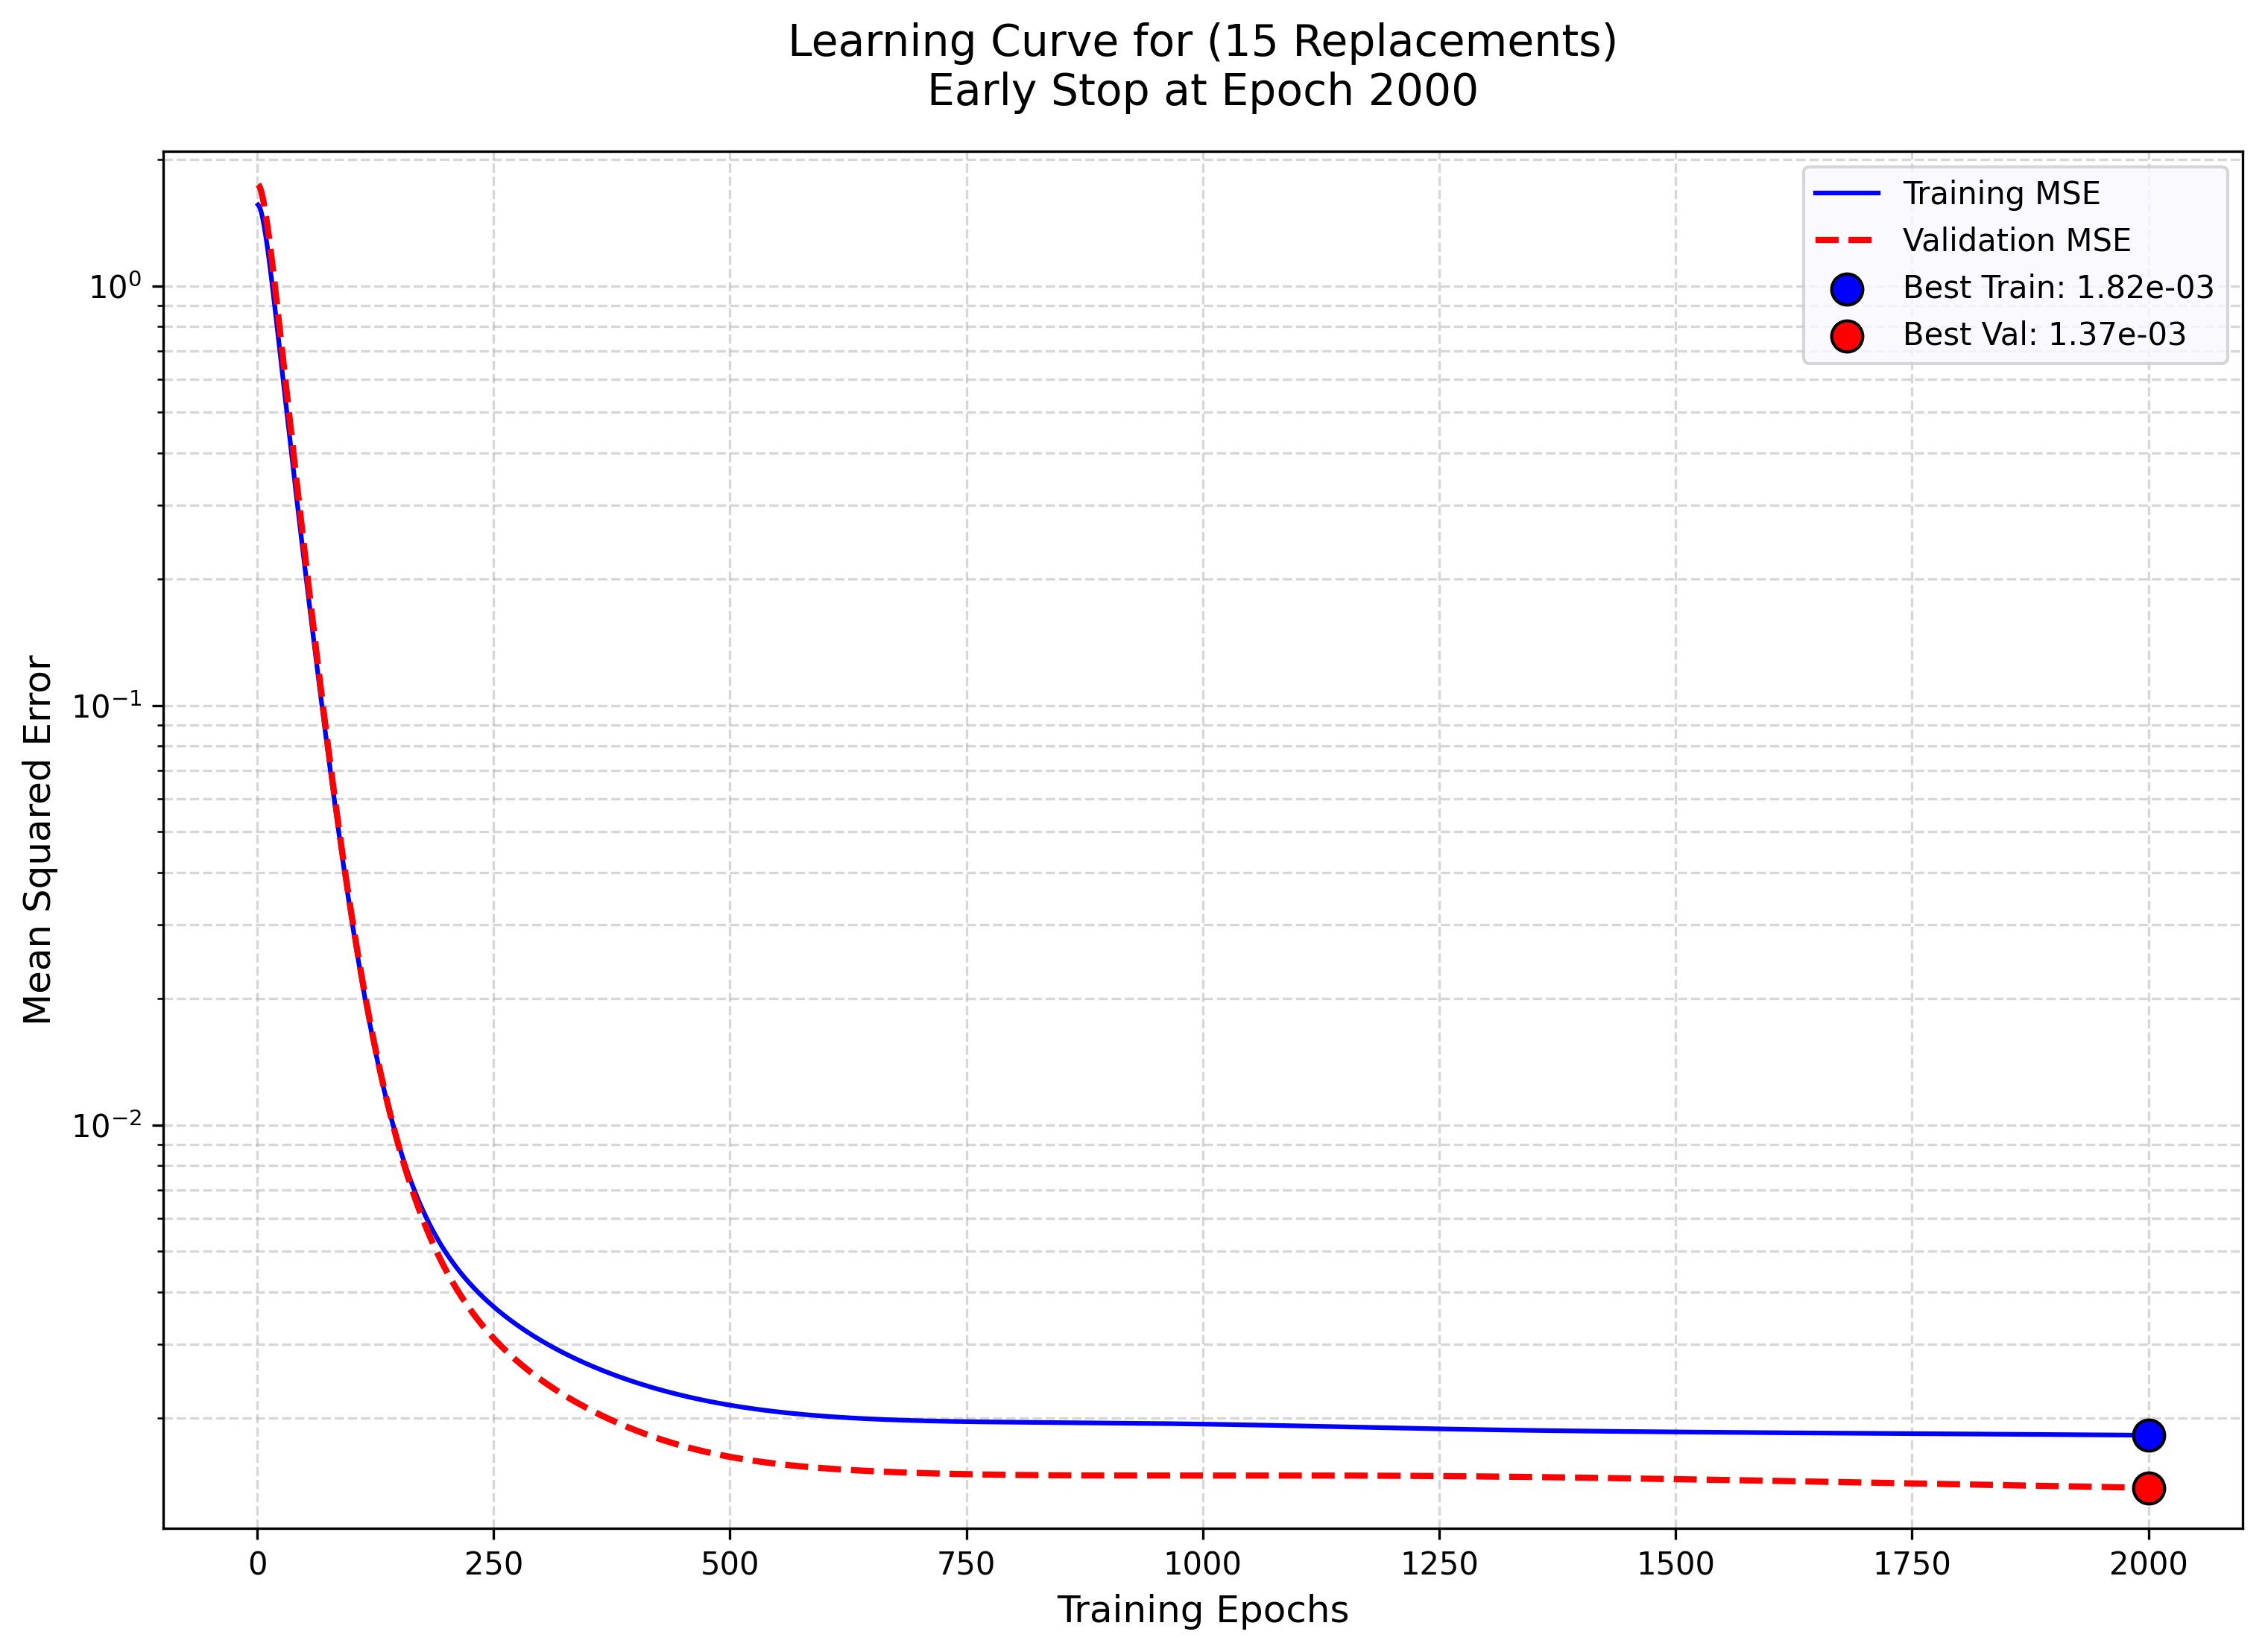 Learning Curve for (15 Replacements)
Early Stop at Epoch 2000
Training MSE
Validation MSE
Best Train: 1.82e-03
Best Val: 1.37e-03
Mean Squared Error
10⁰
10⁻¹
10⁻²
0 250 500 750 1000 1250 1500 1750 2000
Training Epochs